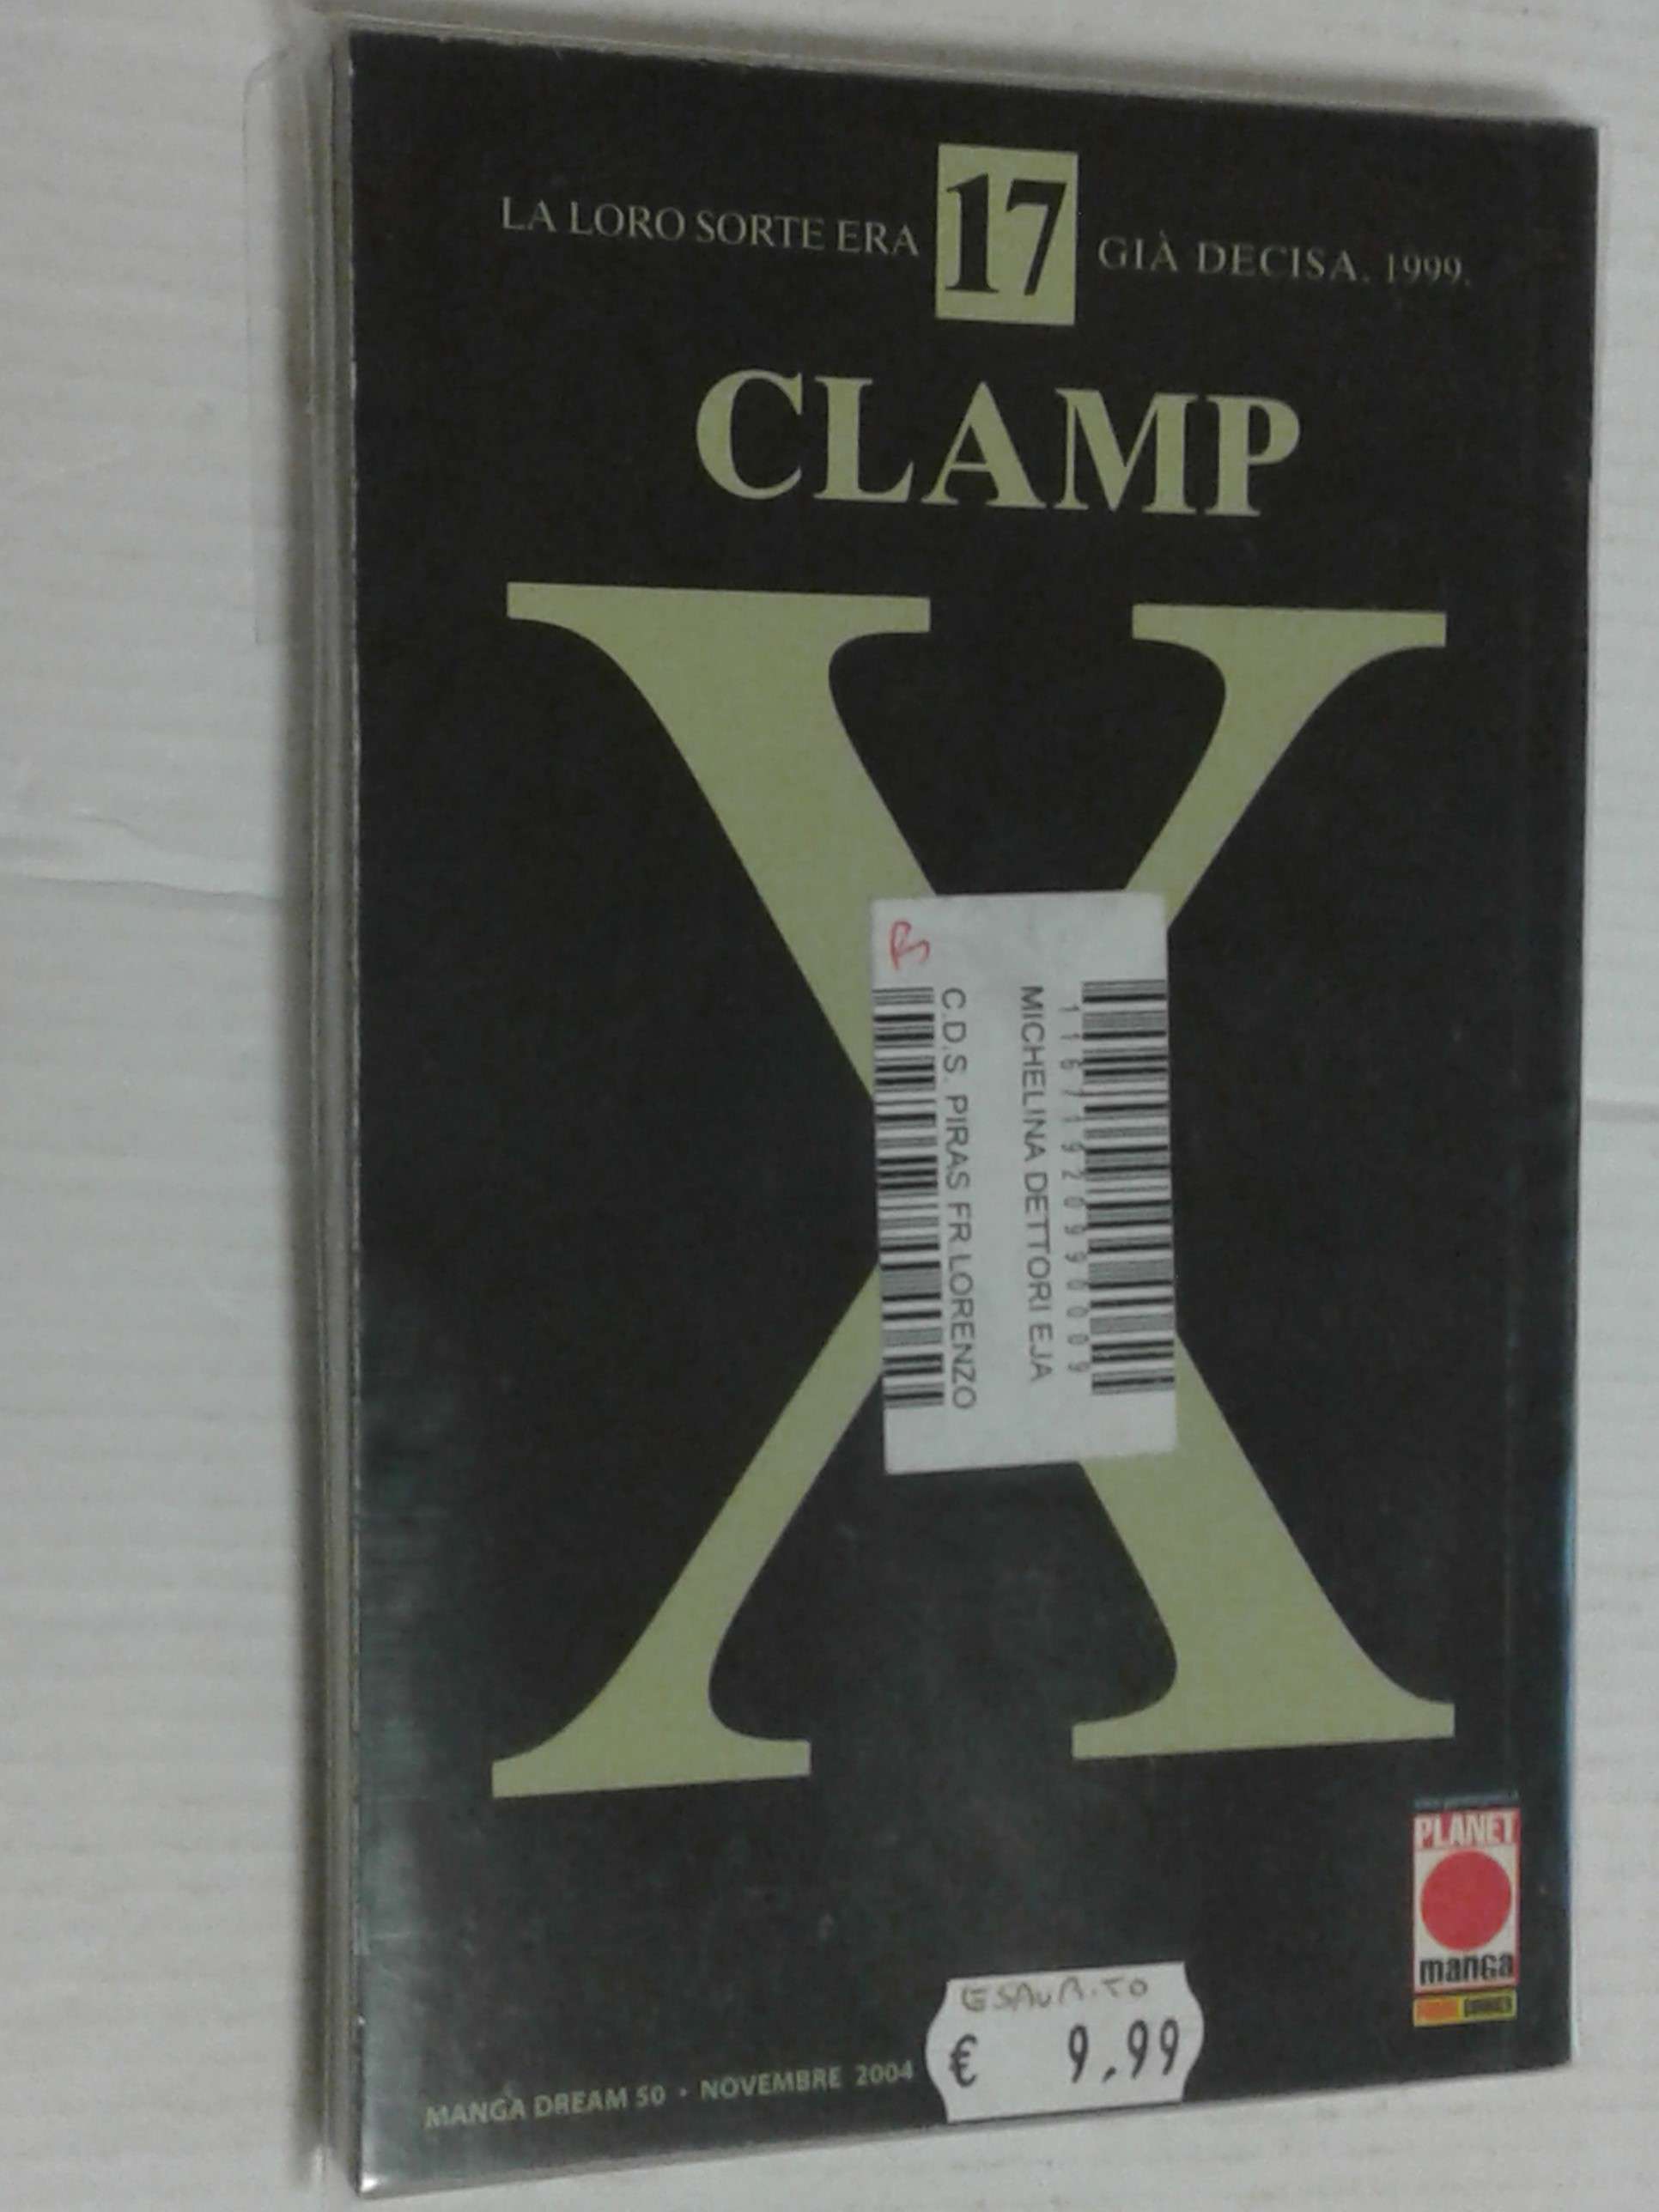 LA LORO SORTE ERA 17 GIÀ DECISA. 1999.
CLAMP
X
B
C.D.S. PIRAS FR.LORENZO
MICHELINA DETTORI EJA
PLANET
manga
ESAURITO
€ 9,99
MANGA DREAM 50 • NOVEMBRE 2004